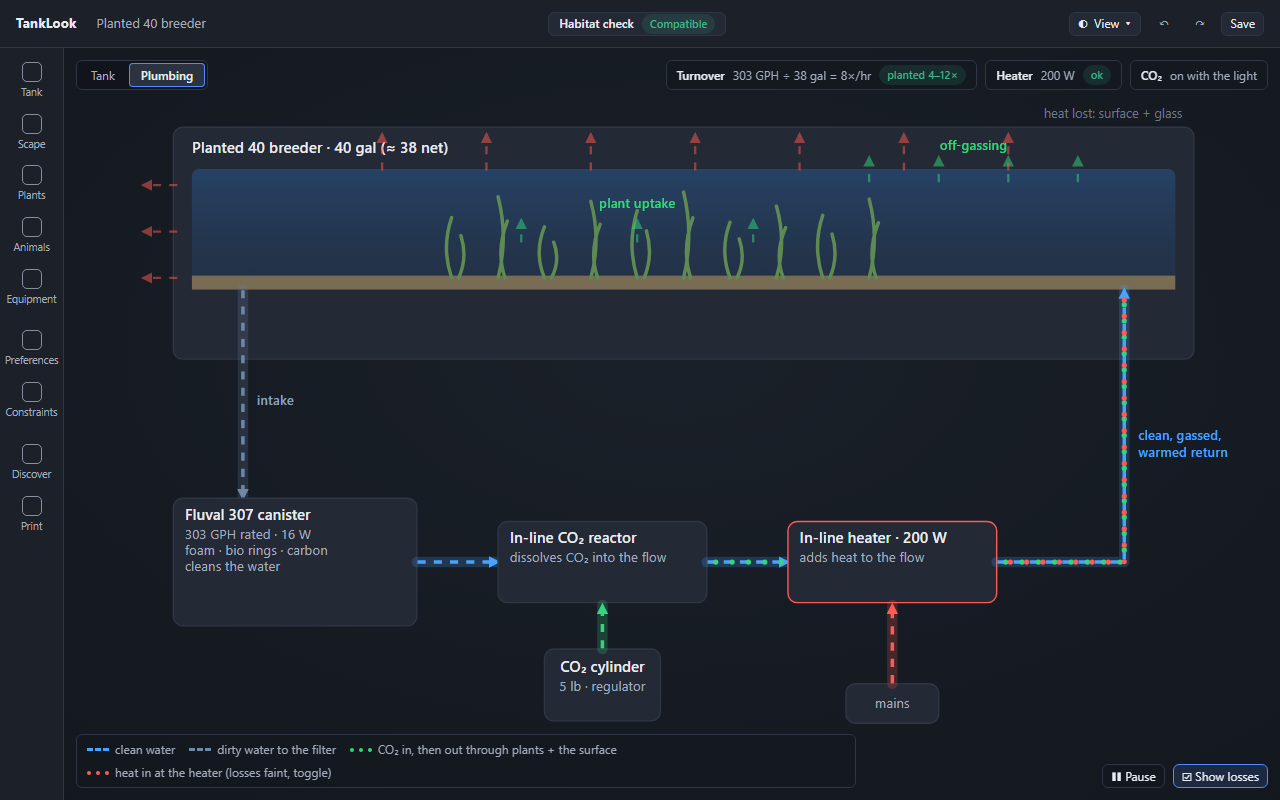 TankLook Planted 40 breeder
Habitat check Compatible
View
Save
Tank
Scape
Plants
Animals
Equipment
Preferences
Constraints
Discover
Print
Tank Plumbing
Turnover 303 GPH ÷ 38 gal = 8×/hr planted 4–12×
Heater 200 W ok
CO₂ on with the light
heat lost: surface + glass
Planted 40 breeder · 40 gal (≈ 38 net)
off-gassing
plant uptake
intake
clean, gassed,
warmed return
Fluval 307 canister
303 GPH rated · 16 W
foam · bio rings · carbon
cleans the water
In-line CO₂ reactor
dissolves CO₂ into the flow
In-line heater · 200 W
adds heat to the flow
CO₂ cylinder
5 lb · regulator
mains
clean water dirty water to the filter CO₂ in, then out through plants + the surface
heat in at the heater (losses faint, toggle)
Pause
Show losses